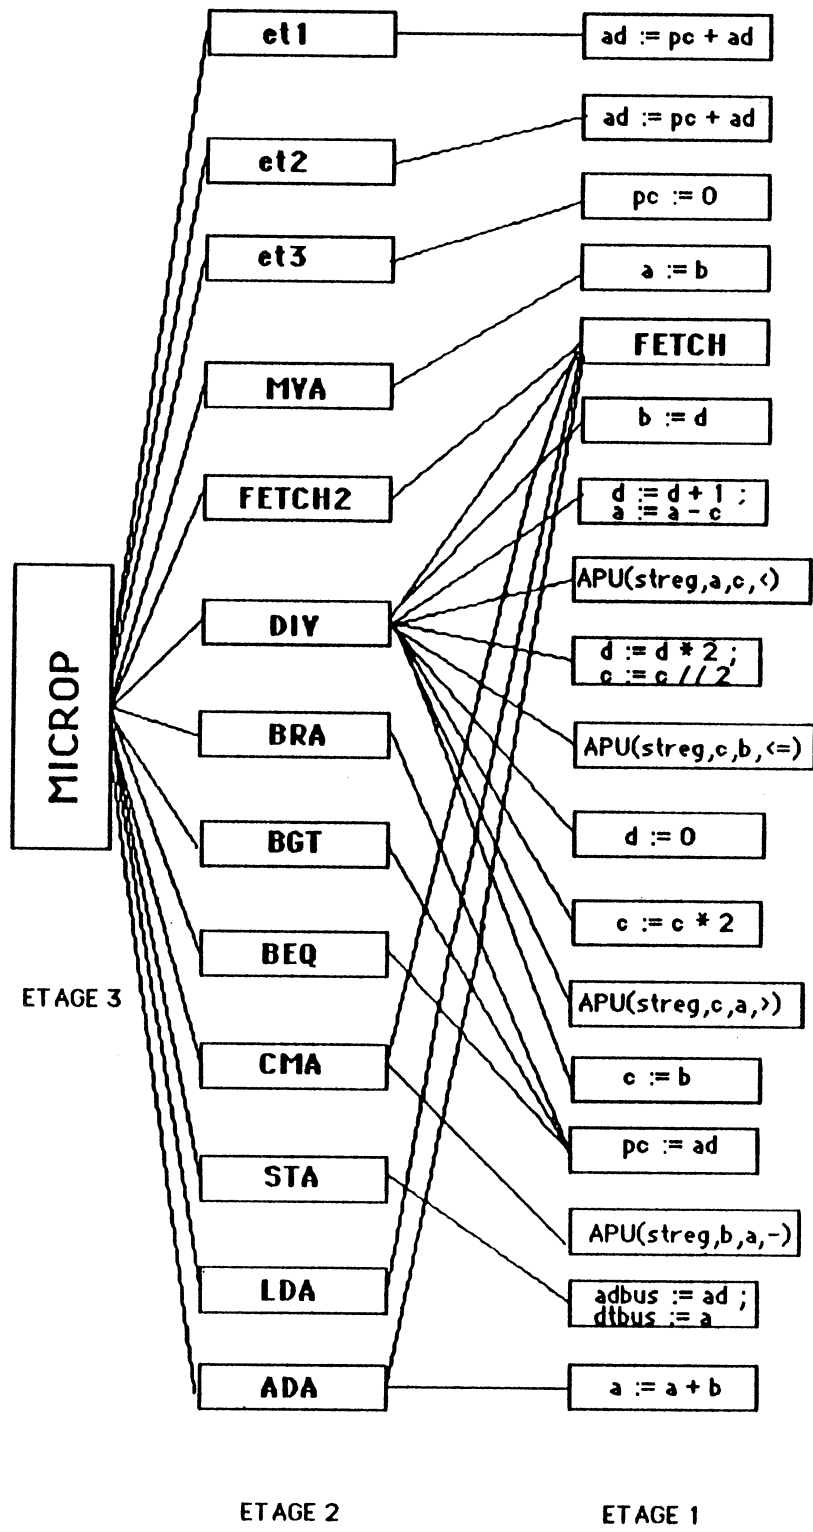 et1
ad := pc + ad
et2
ad := pc + ad
et3
pc := 0
a := b
MVA
FETCH
b := d
FETCH2
d := d + 1 ;
a := a - c
APU(streg,a,c,<)
DIV
d := d * 2 ;
c := c // 2
MICROP
BRA
APU(streg,c,b,<=)
BGT
d := 0
c := c * 2
BEQ
ETAGE 3
APU(streg,c,a,>)
CMA
c := b
pc := ad
STA
APU(streg,b,a,-)
LDA
adbus := ad ;
dtbus := a
ADA
a := a + b
ETAGE 2
ETAGE 1